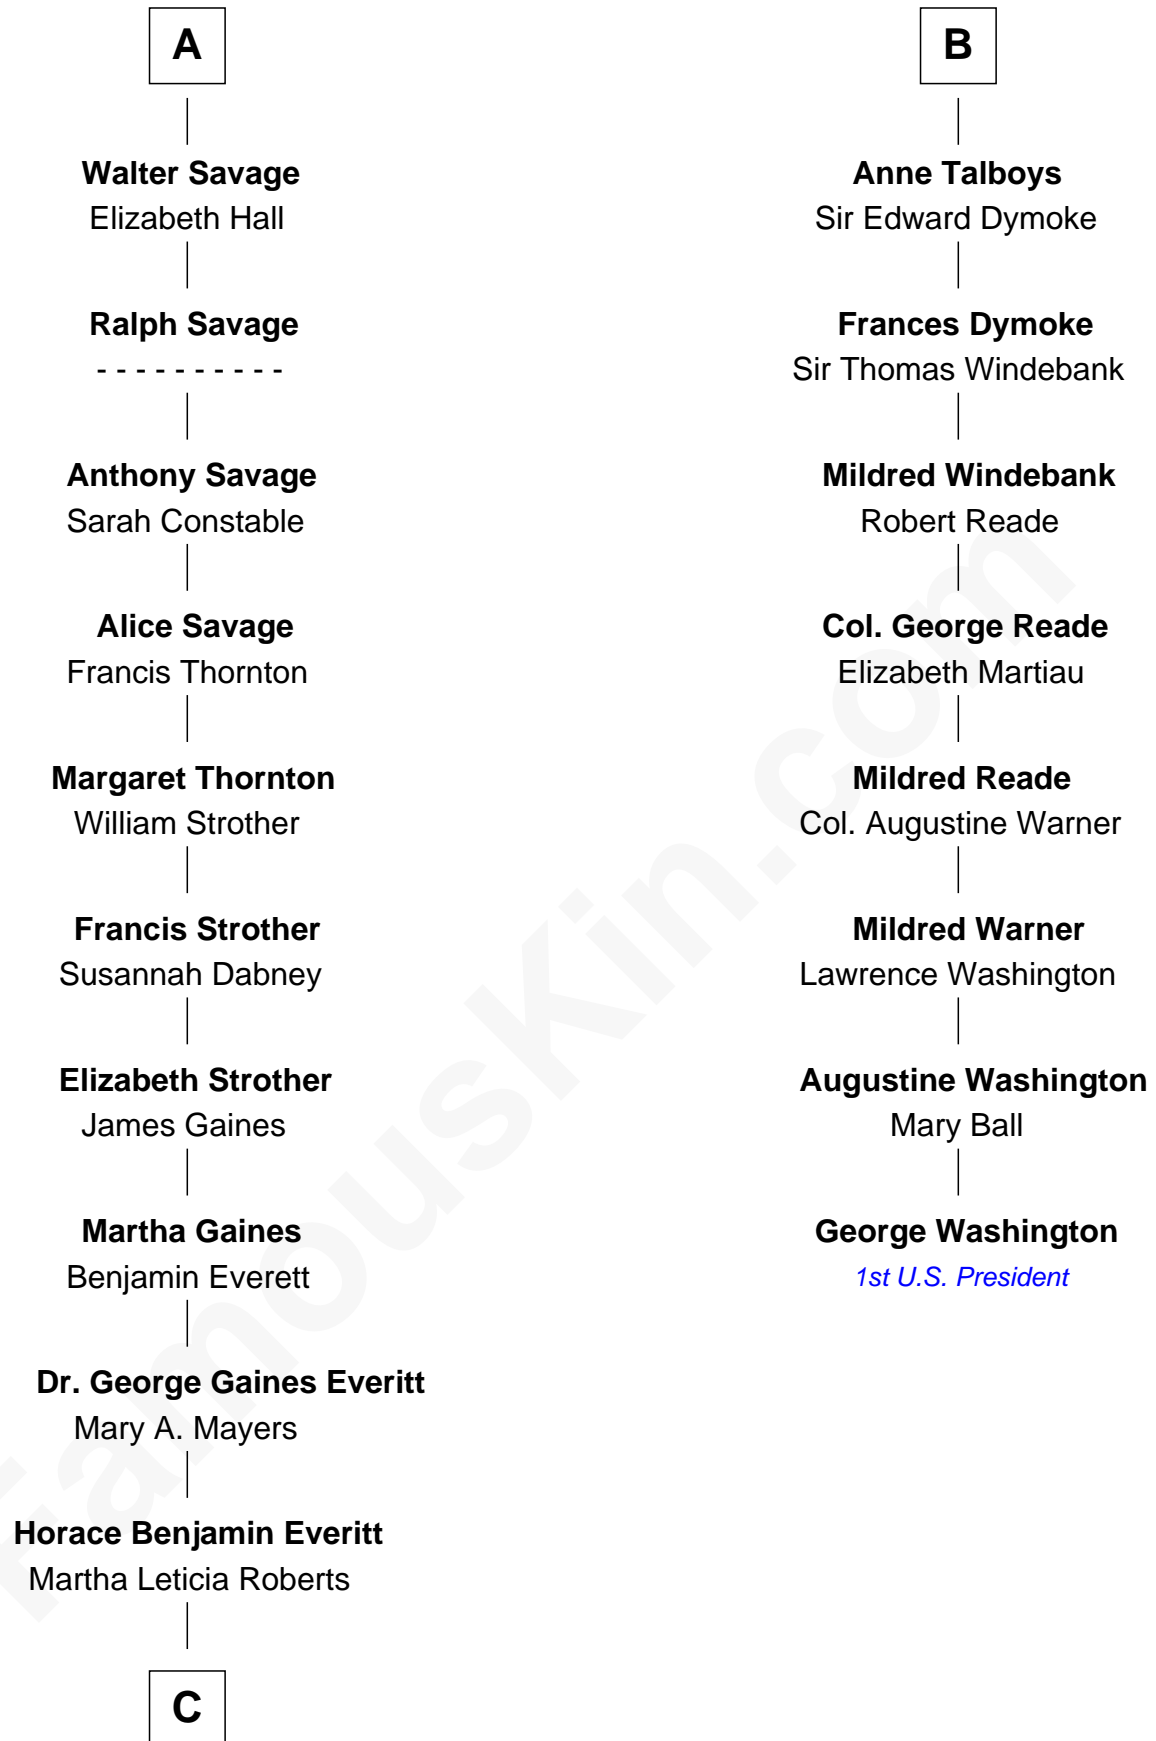 A
Walter Savage
Elizabeth Hall
Ralph Savage
- - - - - - - - - -
Anthony Savage
Sarah Constable
Alice Savage
Francis Thornton
Margaret Thornton
William Strother
Francis Strother
Susannah Dabney
Elizabeth Strother
James Gaines
Martha Gaines
Benjamin Everett
Dr. George Gaines Everitt
Mary A. Mayers
Horace Benjamin Everitt
Martha Leticia Roberts
C
B
Anne Talboys
Sir Edward Dymoke
Frances Dymoke
Sir Thomas Windebank
Mildred Windebank
Robert Reade
Col. George Reade
Elizabeth Martiau
Mildred Reade
Col. Augustine Warner
Mildred Warner
Lawrence Washington
Augustine Washington
Mary Ball
George Washington
1st U.S. President
FamousKin.com